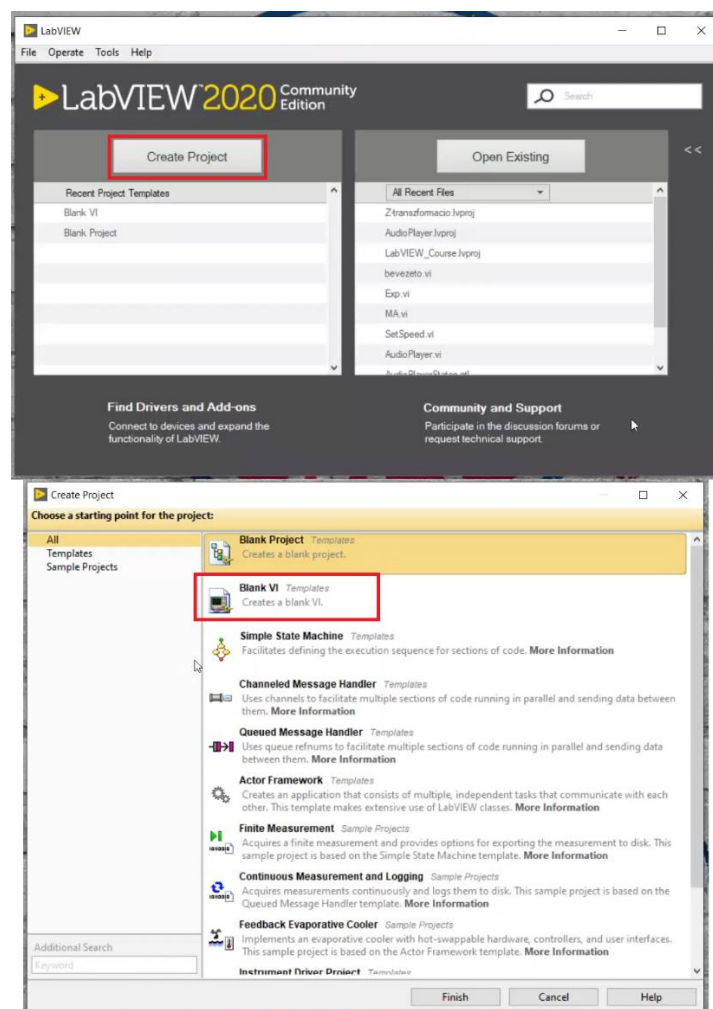 LabVIEW
File Operate Tools Help
LabVIEW™2020 Community Edition
Search
Create Project
Open Existing
<<
Recent Project Templates
Blank VI
Blank Project
All Recent Files
Z-transzformacio.lvproj
AudioPlayer.lvproj
LabVIEW_Course.lvproj
bevezeto.vi
Exp.vi
MA.vi
SetSpeed.vi
AudioPlayer.vi
Find Drivers and Add-ons
Connect to devices and expand the
functionality of LabVIEW.
Community and Support
Participate in the discussion forums or
request technical support.
Create Project
Choose a starting point for the project:
All
Templates
Sample Projects
Additional Search
Keyword
Blank Project Templates
Creates a blank project.
Blank VI Templates
Creates a blank VI.
Simple State Machine Templates
Facilitates defining the execution sequence for sections of code. More Information
Channeled Message Handler Templates
Uses channels to facilitate multiple sections of code running in parallel and sending data between
them. More Information
Queued Message Handler Templates
Uses queue refnums to facilitate multiple sections of code running in parallel and sending data
between them. More Information
Actor Framework Templates
Creates an application that consists of multiple, independent tasks that communicate with each
other. This template makes extensive use of LabVIEW classes. More Information
Finite Measurement Sample Projects
Acquires a finite measurement and provides options for exporting the measurement to disk. This
sample project is based on the Simple State Machine template. More Information
Continuous Measurement and Logging Sample Projects
Acquires measurements continuously and logs them to disk. This sample project is based on the
Queued Message Handler template. More Information
Feedback Evaporative Cooler Sample Projects
Implements an evaporative cooler with hot-swappable hardware, controllers, and user interfaces.
This sample project is based on the Actor Framework template. More Information
Instrument Driver Project Templates
Finish
Cancel
Help